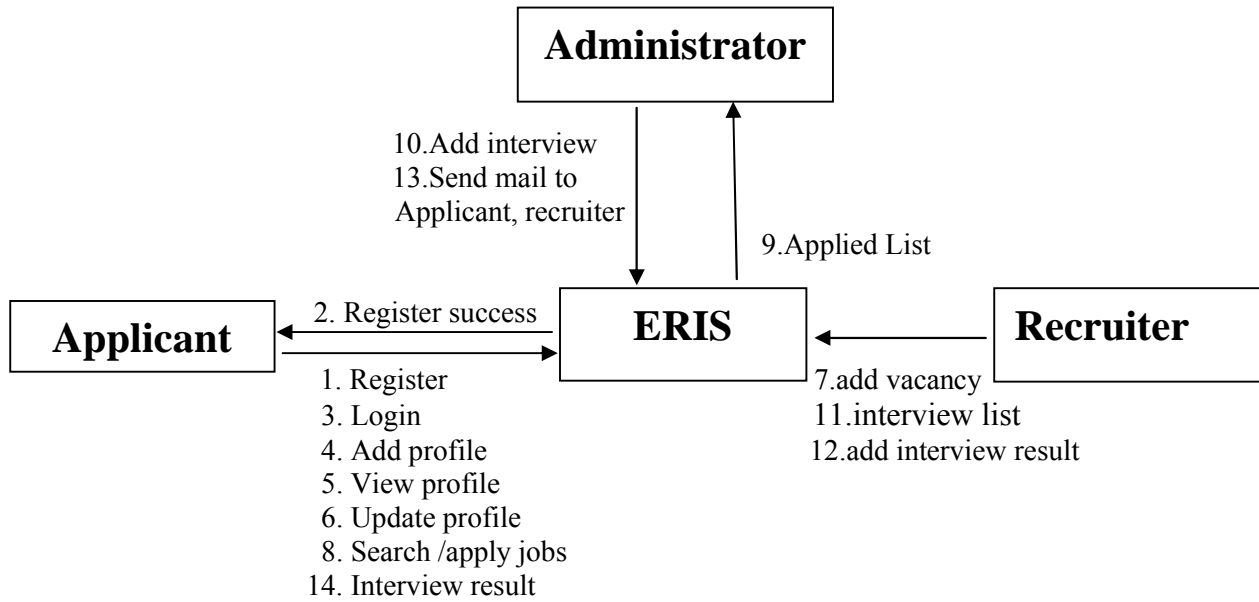 Administrator
10.Add interview
13.Send mail to
Applicant, recruiter
9.Applied List
Applicant
2. Register success
ERIS
Recruiter
1. Register
3. Login
4. Add profile
5. View profile
6. Update profile
8. Search /apply jobs
14. Interview result
7.add vacancy
11.interview list
12.add interview result